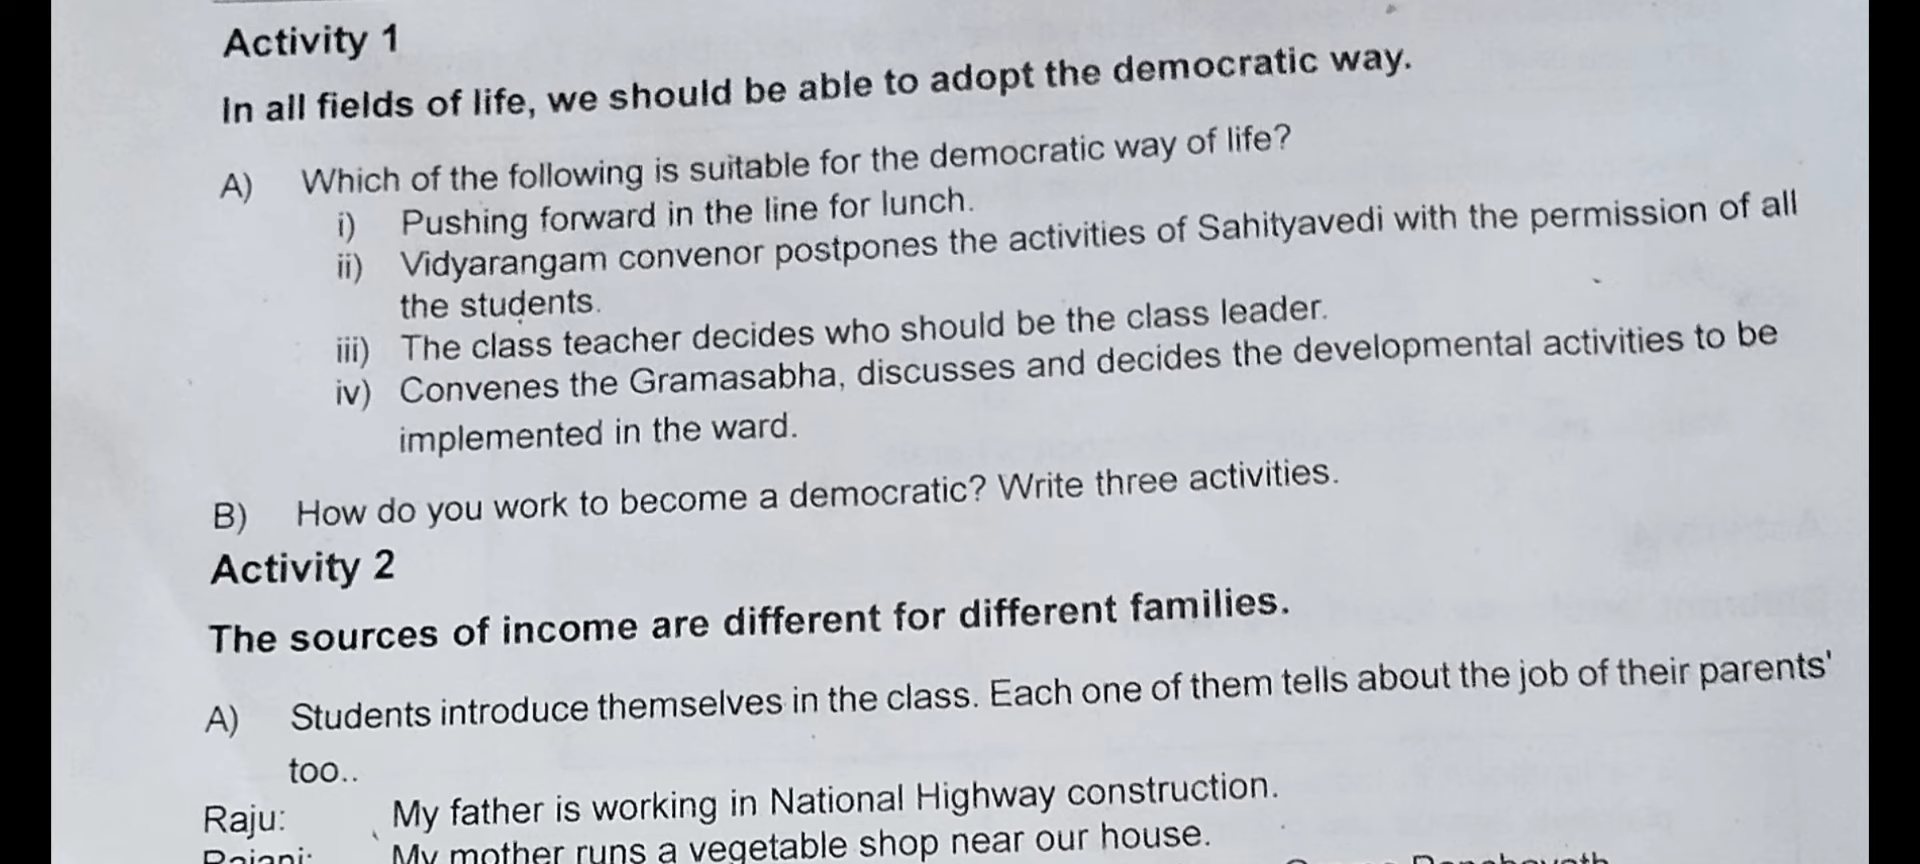 Activity 1
In all fields of life, we should be able to adopt the democratic way.
A) Which of the following is suitable for the democratic way of life?
i) Pushing forward in the line for lunch.
ii) Vidyarangam convenor postpones the activities of Sahityavedi with the permission of all
the students.
iii) The class teacher decides who should be the class leader.
iv) Convenes the Gramasabha, discusses and decides the developmental activities to be
implemented in the ward.
B) How do you work to become a democratic? Write three activities.
Activity 2
The sources of income are different for different families.
A) Students introduce themselves in the class. Each one of them tells about the job of their parents'
too..
Raju: My father is working in National Highway construction.
Rajani: My mother runs a vegetable shop near our house.